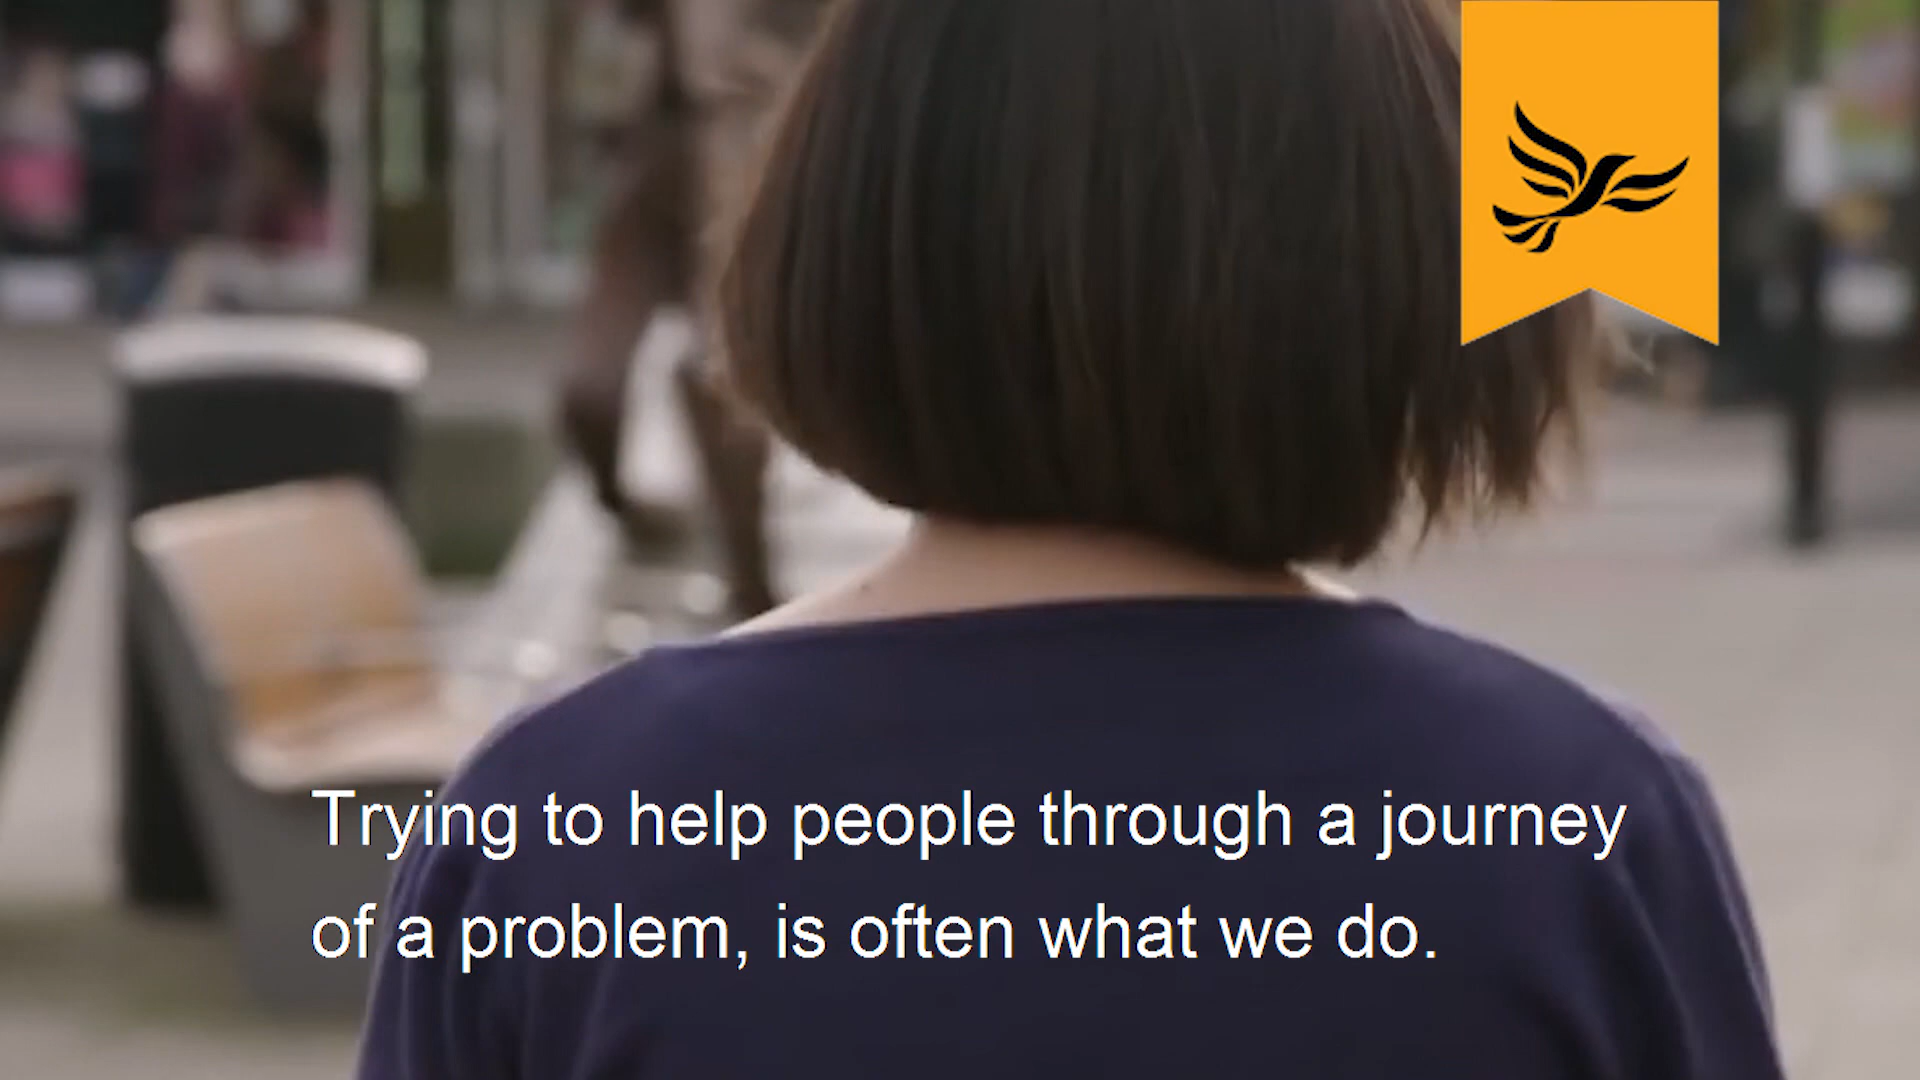 Trying to help people through a journey
of a problem, is often what we do.